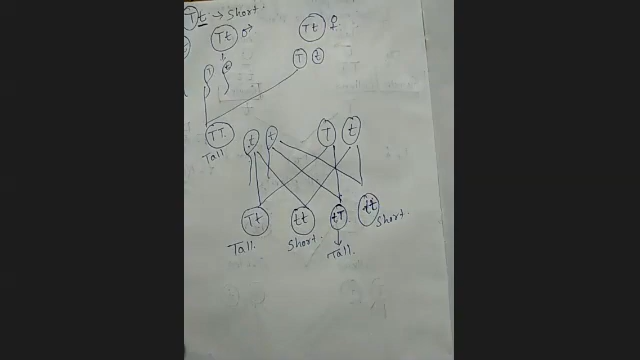 Tt → Short
Tt ♂ Tt ♀
T t
TT
Tall
t t T t
Tt tt tT tt
Tall. Short. Short.
Tall.